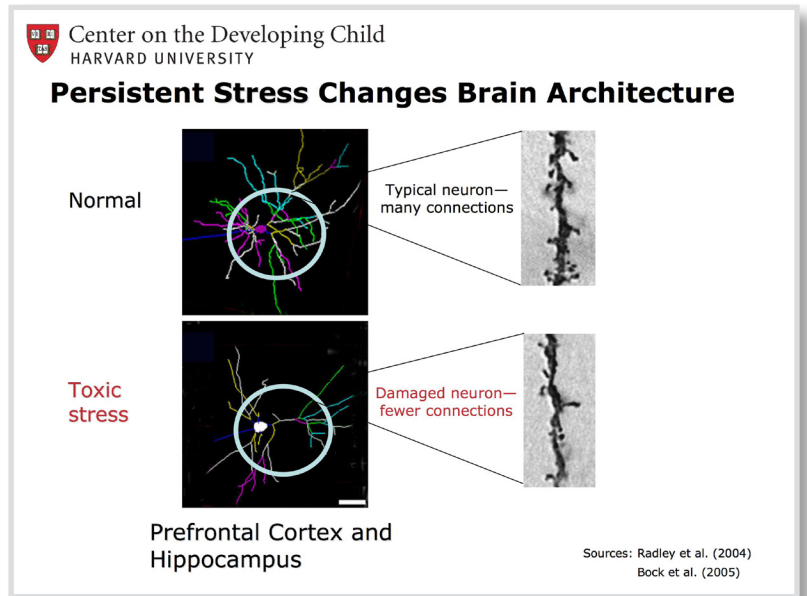 Center on the Developing Child
HARVARD UNIVERSITY
Persistent Stress Changes Brain Architecture
Normal
Typical neuron—
many connections
Toxic
stress
Damaged neuron—
fewer connections
Prefrontal Cortex and
Hippocampus
Sources: Radley et al. (2004)
Bock et al. (2005)